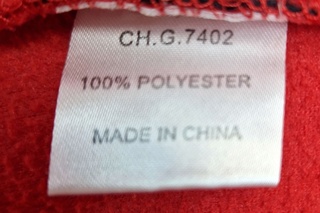 CH.G.7402
100% POLYESTER
MADE IN CHINA